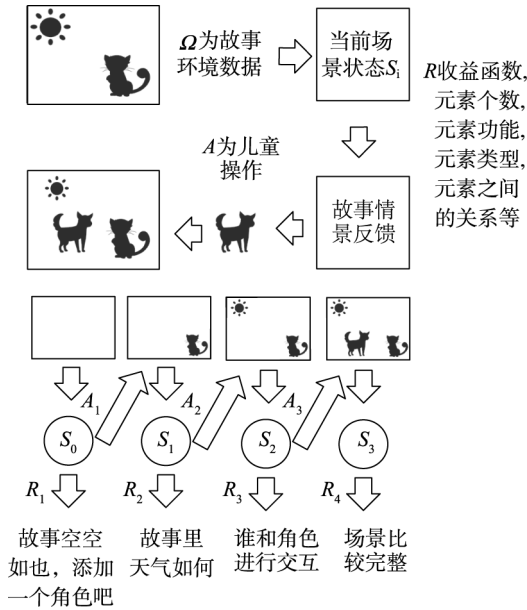 Ω为故事
环境数据
当前场
景状态Si
R收益函数,
元素个数,
元素功能,
元素类型,
元素之间
的关系等
A为儿童
操作
故事情
景反馈
A1
A2
A3
S0
S1
S2
S3
R1
R2
R3
R4
故事空空
如也，添加
一个角色吧
故事里
天气如何
谁和角色
进行交互
场景比
较完整